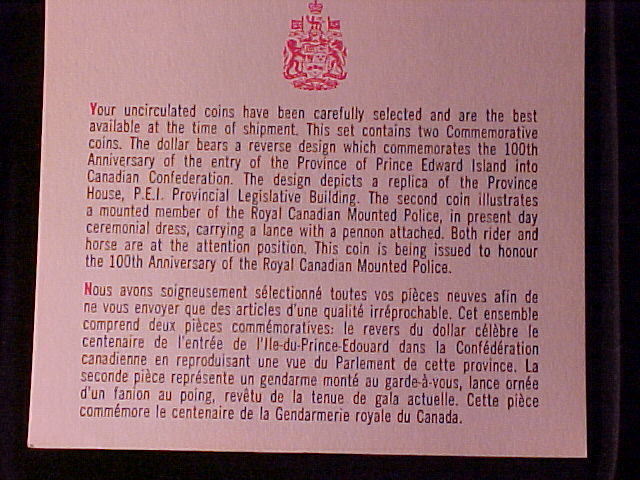 Your uncirculated coins have been carefully selected and are the best
available at the time of shipment. This set contains two Commemorative
coins. The dollar bears a reverse design which commemorates the 100th
Anniversary of the entry of the Province of Prince Edward Island into
Canadian Confederation. The design depicts a replica of the Province
House, P.E.I. Provincial Legislative Building. The second coin illustrates
a mounted member of the Royal Canadian Mounted Police, in present day
ceremonial dress, carrying a lance with a pennon attached. Both rider and
horse are at the attention position. This coin is being issued to honour
the 100th Anniversary of the Royal Canadian Mounted Police.
Nous avons soigneusement sélectionné toutes vos pièces neuves afin de
ne vous envoyer que des articles d'une qualité irréprochable. Cet ensemble
comprend deux pièces commémoratives: le revers du dollar célèbre le
centenaire de l'entrée de l'Ile-du-Prince-Edouard dans la Confédération
canadienne en reproduisant une vue du Parlement de cette province. La
seconde pièce représente un gendarme monté au garde-à-vous, lance ornée
d'un fanion au poing, revêtu de la tenue de gala actuelle. Cette pièce
commémore le centenaire de la Gendarmerie royale du Canada.